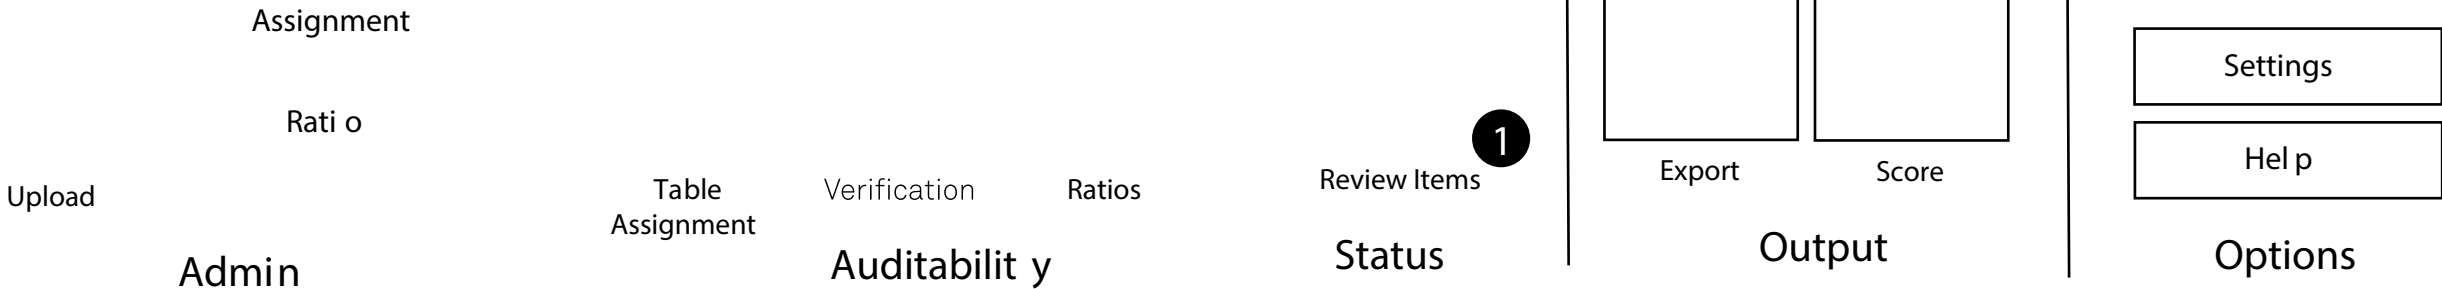 Assignment
Rati o
Upload
Admin
Table
Assignment
Verification
Ratios
Auditabilit y
1
Review Items
Status
Export
Score
Output
Settings
Hel p
Options